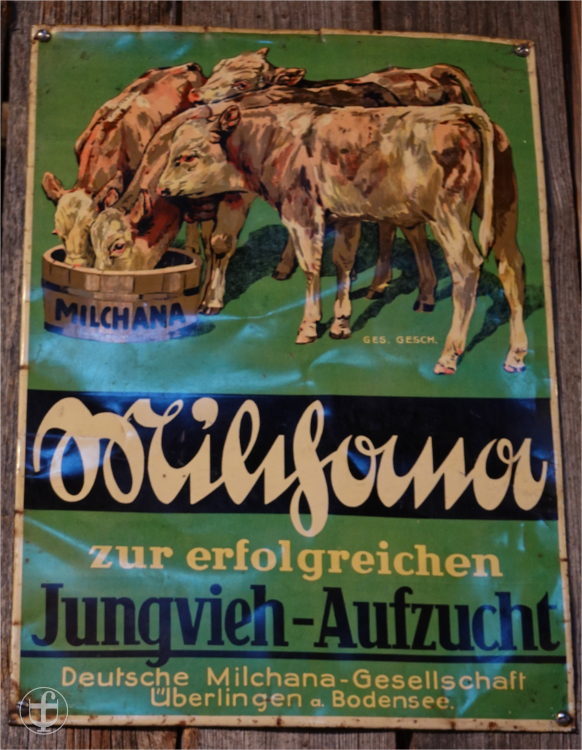 MILCHANA
GES. GESCH.
Milchana
zur erfolgreichen
Jungvieh-Aufzucht
Deutsche Milchana-Gesellschaft
Überlingen a. Bodensee.
f